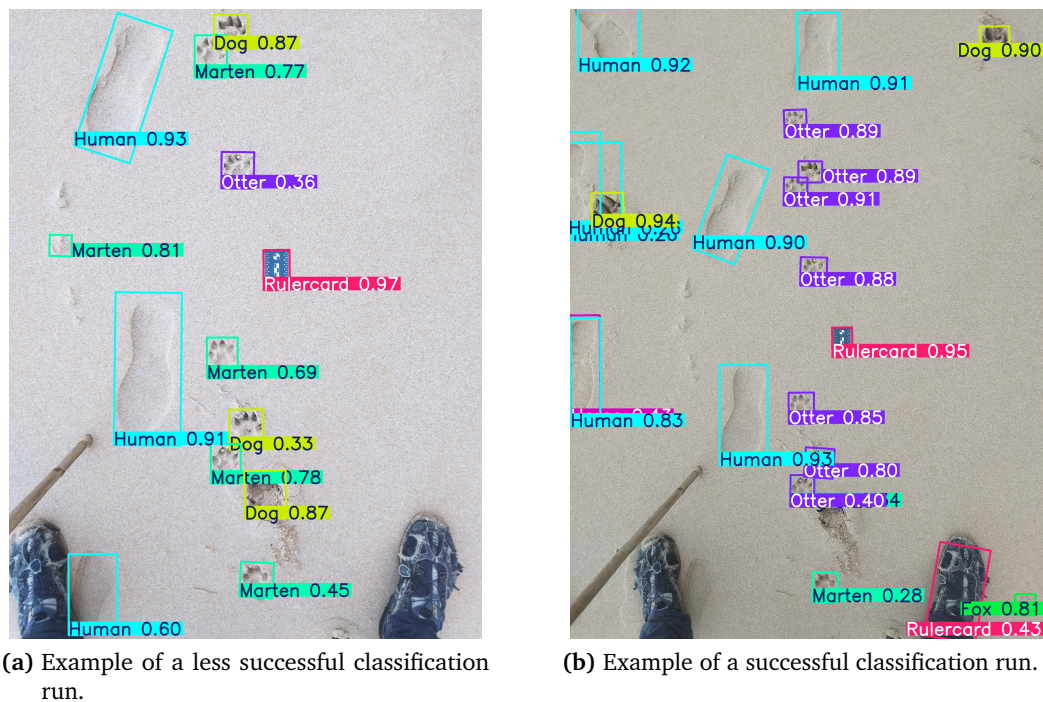 Dog 0.87
Marten 0.77
Human 0.93
Otter 0.36
Marten 0.81
Rulercard 0.97
Marten 0.69
Human 0.91
Dog 0.33
Marten 0.78
Dog 0.87
Marten 0.45
Human 0.60
(a) Example of a less successful classification
run.
Human 0.92
Human 0.91
Dog 0.90
Otter 0.89
Otter 0.89
Otter 0.91
Dog 0.94
Human 0.90
Otter 0.88
Rulercard 0.95
Otter 0.85
Human 0.83
Human 0.93
Otter 0.80
Otter 0.40
Marten 0.28
Fox 0.81
Rulercard 0.43
(b) Example of a successful classification run.